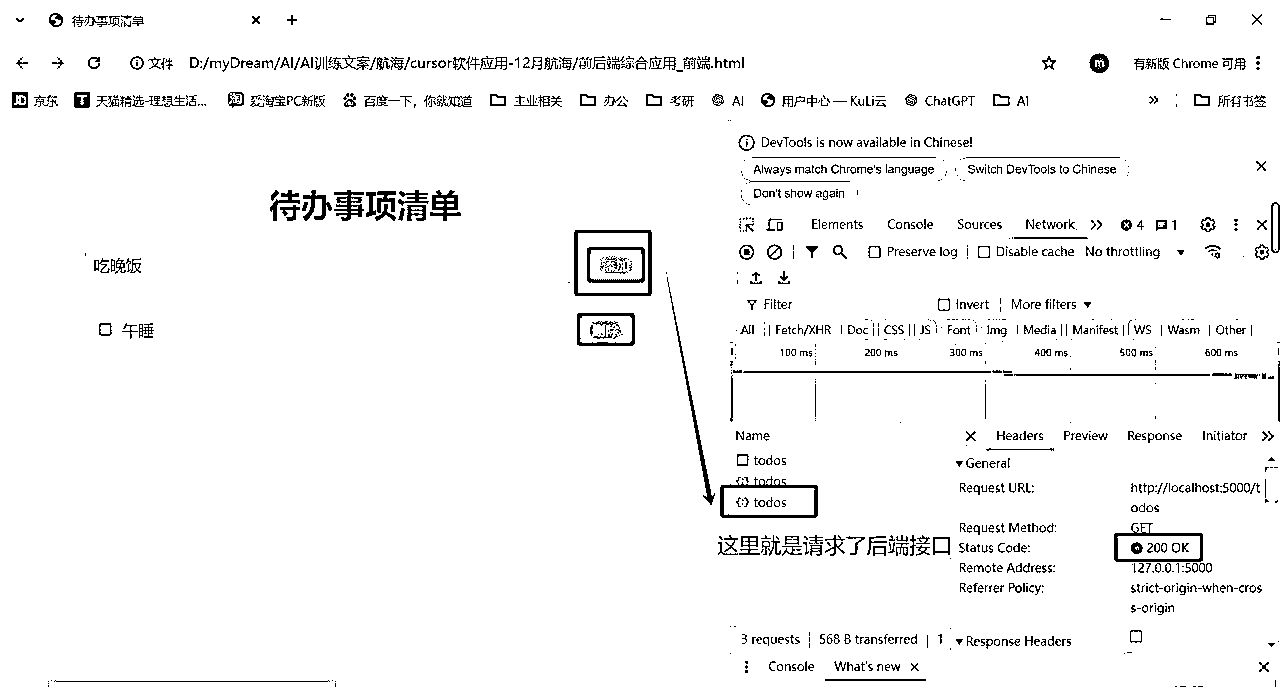 待办事项清单
文件 D:/myDream/AI/AI训练文案/航海/cursor软件应用-12月航海/前后端综合应用_前端.html
m 有新版 Chrome 可用
京东 天猫精选-理想生活... 爱淘宝PC新版 百度一下，你就知道 主业相关 办公 考研 AI 用户中心 — KuLi云 ChatGPT AI » 所有书签
DevTools is now available in Chinese!
Always match Chrome's language Switch DevTools to Chinese
Don't show again
待办事项清单
Elements Console Sources Network » 4 1
吃晚饭 添加
Preserve log Disable cache No throttling
Filter Invert More filters
午睡 删除
All Fetch/XHR Doc CSS JS Font Img Media Manifest WS Wasm Other
100 ms 200 ms 300 ms 400 ms 500 ms 600 ms
Name Headers Preview Response Initiator »
todos
General
todos
Request URL: http://localhost:5000/t
odos
todos
Request Method: GET
这里就是请求了后端接口
Status Code: 200 OK
Remote Address: 127.0.0.1:5000
Referrer Policy: strict-origin-when-cros
s-origin
3 requests 568 B transferred 1
Response Headers
Console What's new